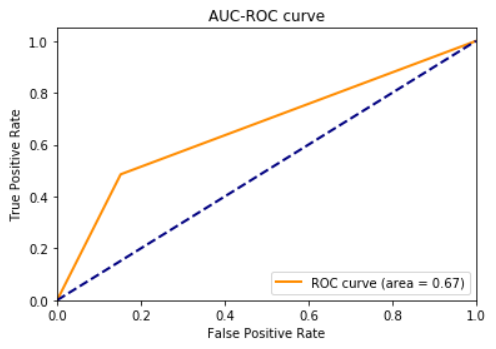 AUC-ROC curve
True Positive Rate
1.0
0.8
0.6
0.4
0.2
0.0
ROC curve (area = 0.67)
0.0 0.2 0.4 0.6 0.8 1.0
False Positive Rate